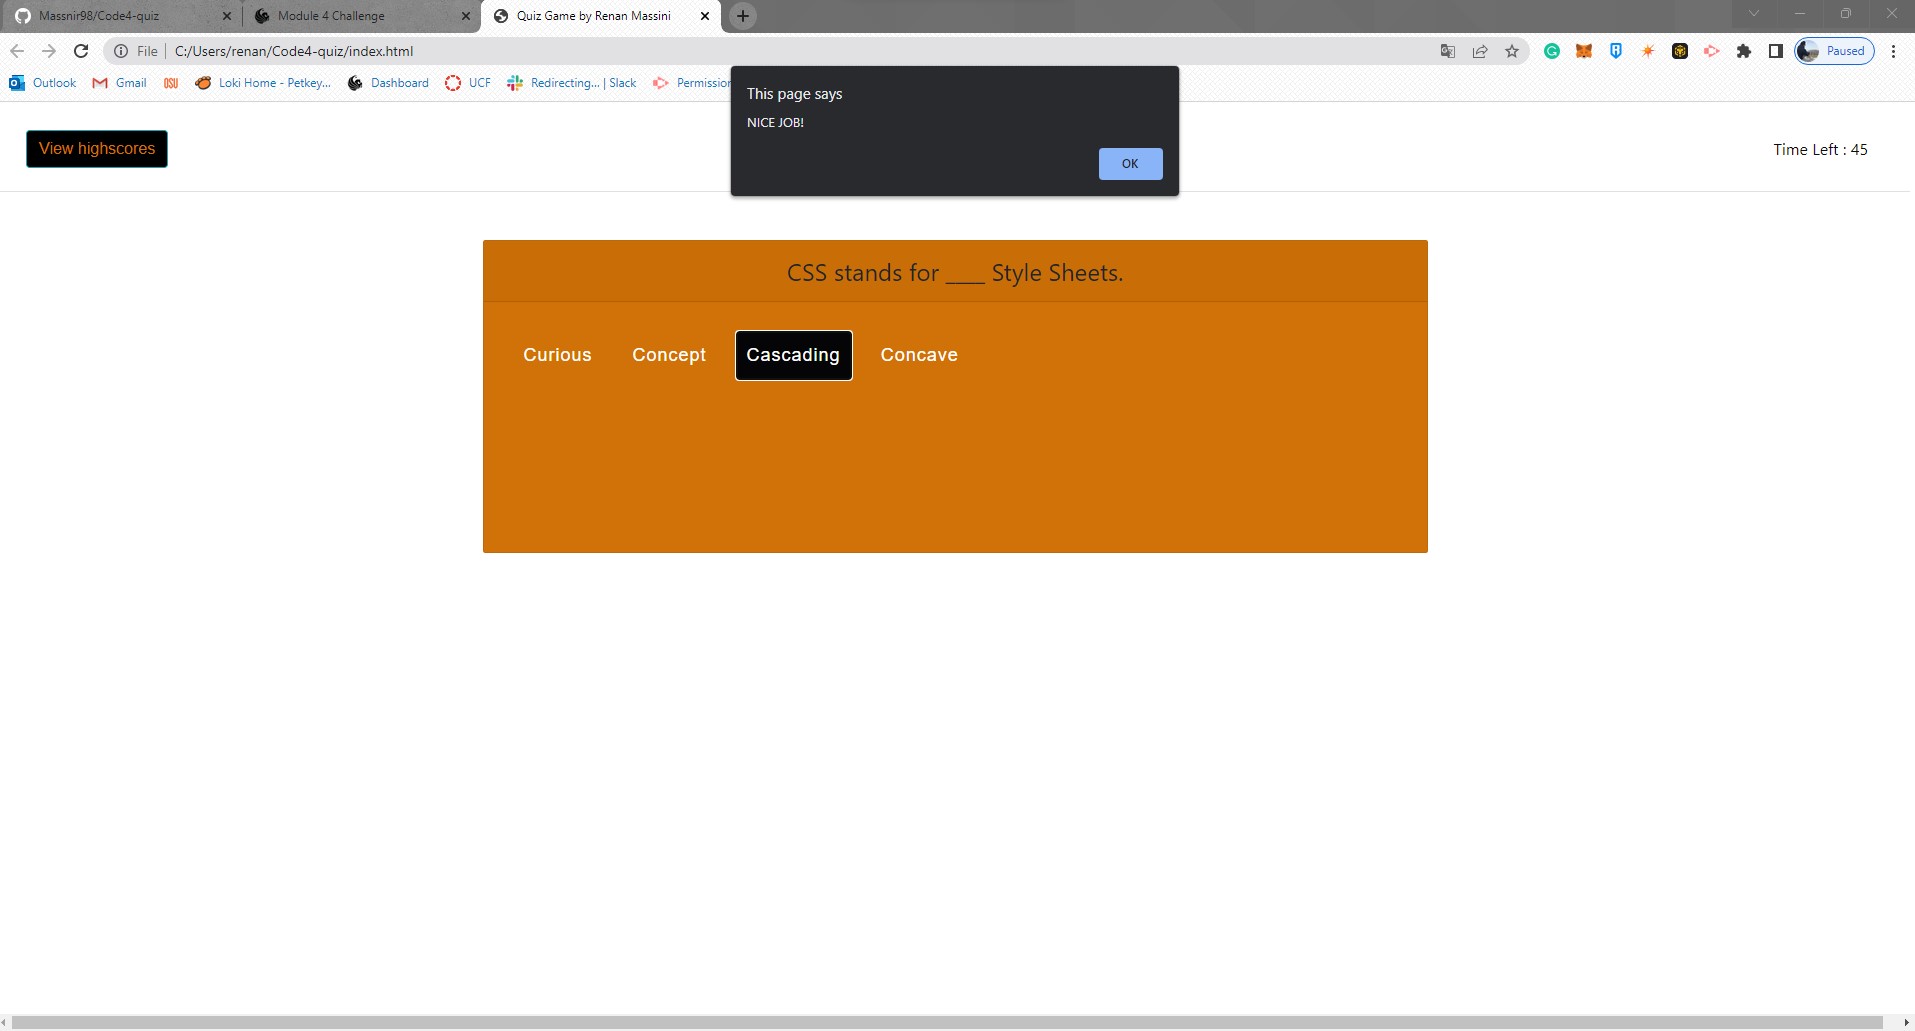 Massnir98/Code4-quiz
Module 4 Challenge
Quiz Game by Renan Massini
File
C:/Users/renan/Code4-quiz/index.html
Paused
Outlook
Gmail
OSU
Loki Home - Petkey...
Dashboard
UCF
Redirecting... | Slack
Permission
This page says
NICE JOB!
OK
View highscores
Time Left : 45
CSS stands for ____ Style Sheets.
Curious
Concept
Cascading
Concave